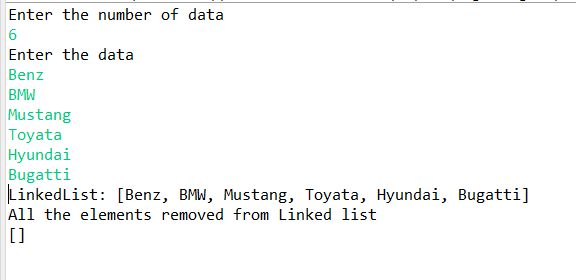 Enter the number of data
6
Enter the data
Benz
BMW
Mustang
Toyata
Hyundai
Bugatti
LinkedList: [Benz, BMW, Mustang, Toyata, Hyundai, Bugatti]
All the elements removed from Linked list
[]